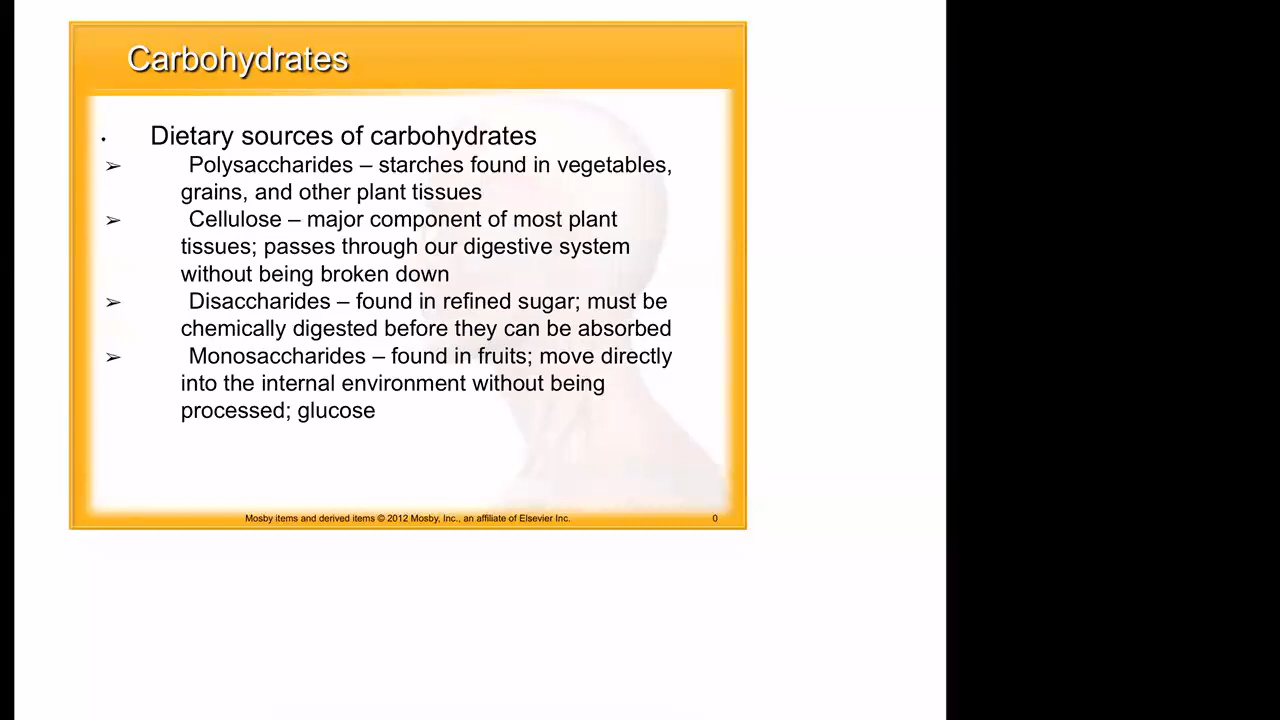 Carbohydrates
• Dietary sources of carbohydrates
➢ Polysaccharides – starches found in vegetables,
grains, and other plant tissues
➢ Cellulose – major component of most plant
tissues; passes through our digestive system
without being broken down
➢ Disaccharides – found in refined sugar; must be
chemically digested before they can be absorbed
➢ Monosaccharides – found in fruits; move directly
into the internal environment without being
processed; glucose
Mosby items and derived items © 2012 Mosby, Inc., an affiliate of Elsevier Inc. 0